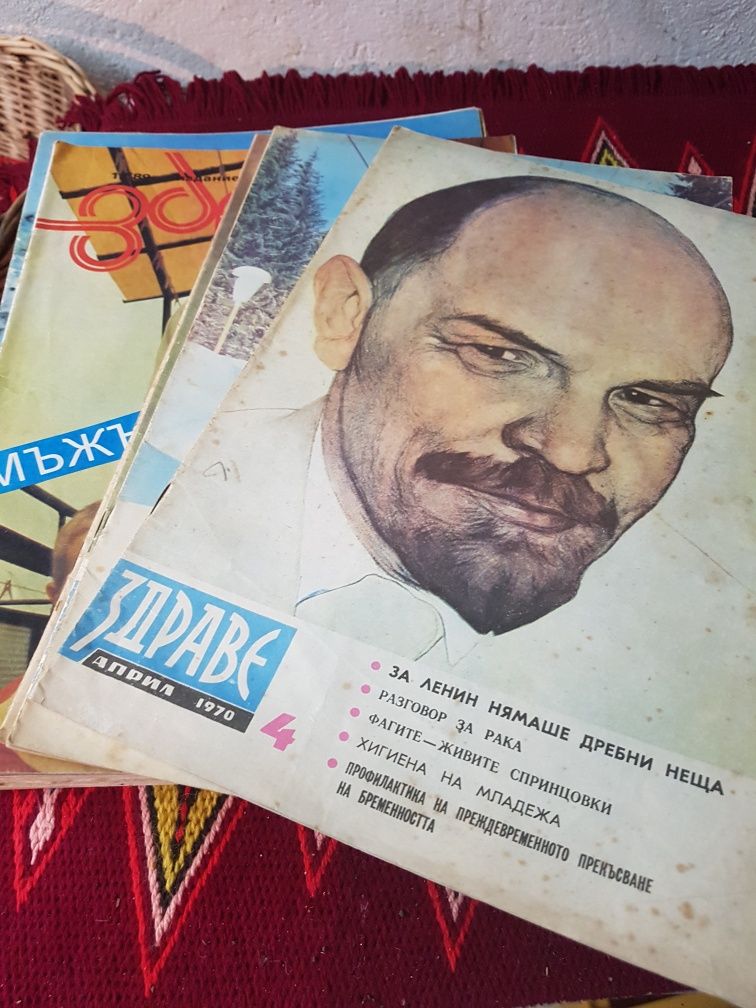 зд
МЪЖЪ
ЗДРАВЕ
АПРИЛ 1970
4
• ЗА ЛЕНИН НЯМАШЕ ДРЕБНИ НЕЩА
• РАЗГОВОР ЗА РАКА
• ФАГИТЕ—ЖИВИТЕ СПРИНЦОВКИ
• ХИГИЕНА НА МЛАДЕЖА
• ПРОФИЛАКТИКА НА ПРЕЖДЕВРЕМЕННОТО ПРЕКЪСВАНЕ
НА БРЕМЕННОСТТА